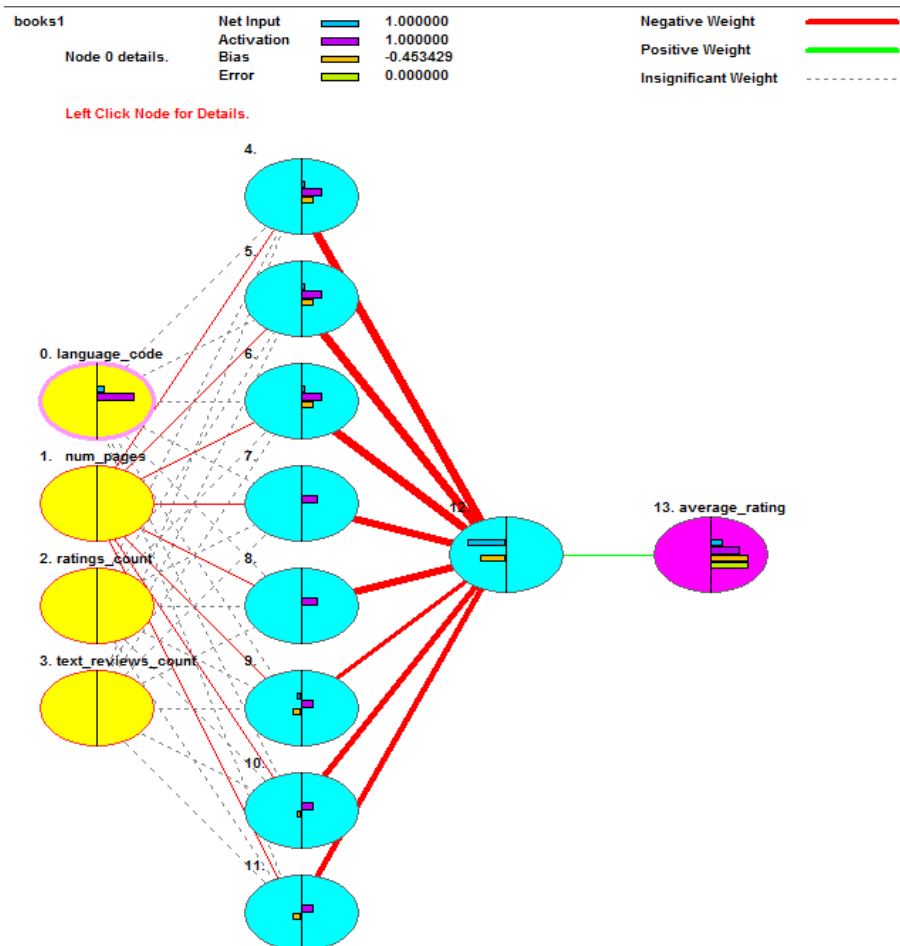 books1
Node 0 details.
Net Input 1.000000
Activation 1.000000
Bias -0.453429
Error 0.000000
Negative Weight
Positive Weight
Insignificant Weight
Left Click Node for Details.
4.
5.
0. language_code
6.
1. num_pages
7.
12.
13. average_rating
2. ratings_count
8.
3. text_reviews_count
9.
10.
11.